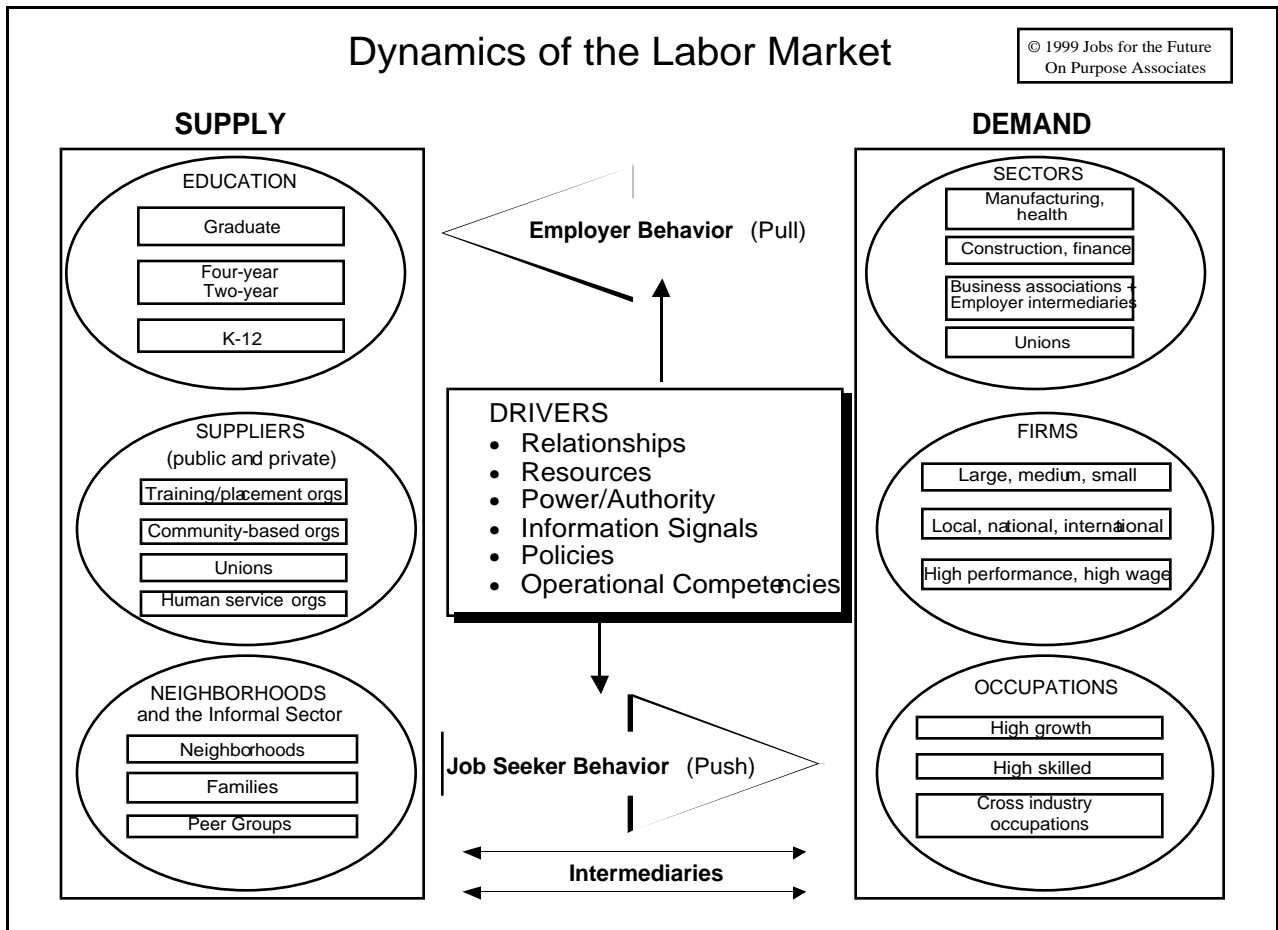 Dynamics of the Labor Market
© 1999 Jobs for the Future
On Purpose Associates
SUPPLY
EDUCATION
Graduate
Four-year
Two-year
K-12
SUPPLIERS
(public and private)
Training/placement orgs
Community-based orgs
Unions
Human service orgs
NEIGHBORHOODS
and the Informal Sector
Neighborhoods
Families
Peer Groups
Employer Behavior (Pull)
DRIVERS
• Relationships
• Resources
• Power/Authority
• Information Signals
• Policies
• Operational Competencies
Job Seeker Behavior (Push)
Intermediaries
DEMAND
SECTORS
Manufacturing,
health
Construction, finance
Business associations +
Employer intermediaries
Unions
FIRMS
Large, medium, small
Local, national, international
High performance, high wage
OCCUPATIONS
High growth
High skilled
Cross industry
occupations